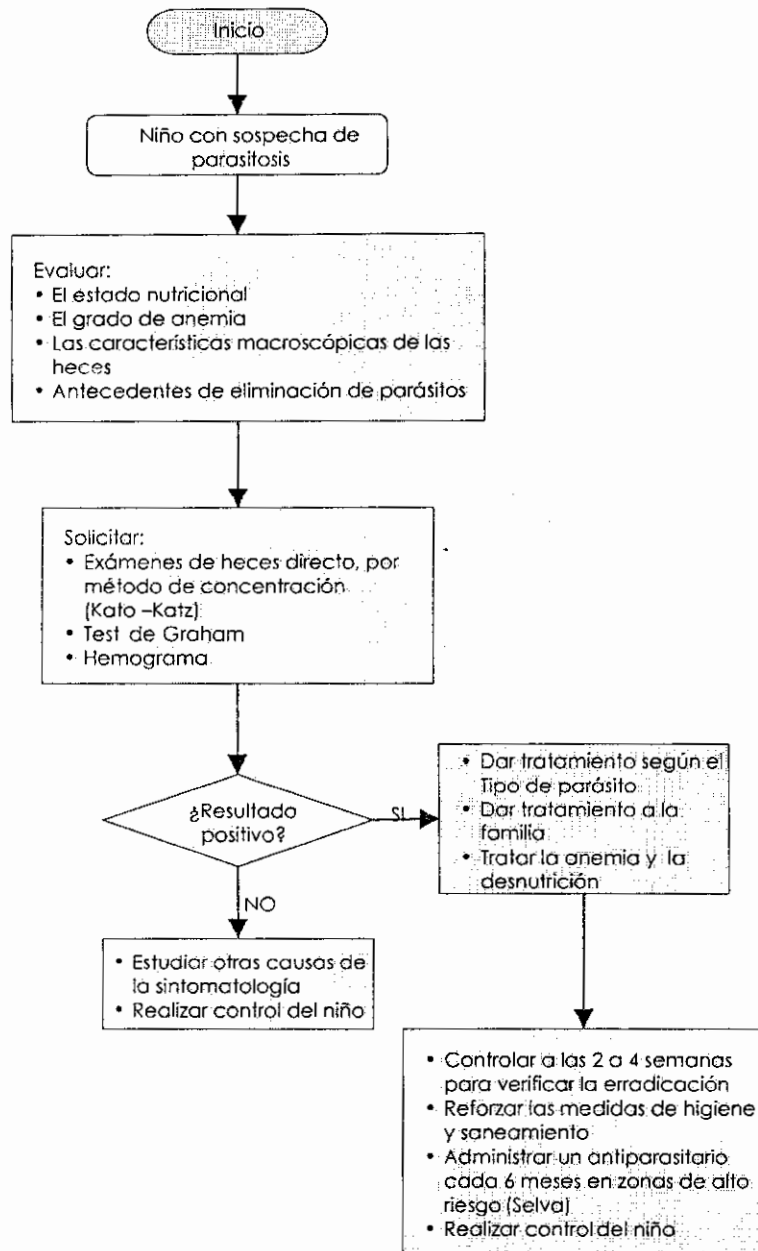 Inicio
Niño con sospecha de
parasitosis
Evaluar:
• El estado nutricional
• El grado de anemia
• Las características macroscópicas de las
heces
• Antecedentes de eliminación de parásitos
Solicitar:
• Exámenes de heces directo, por
método de concentración
(Kato –Katz)
• Test de Graham
• Hemograma
¿Resultado
positivo?
SI
• Dar tratamiento según el
Tipo de parásito
• Dar tratamiento a la
familia
• Tratar la anemia y la
desnutrición
NO
• Estudiar otras causas de
la sintomatología
• Realizar control del niño
• Controlar a las 2 a 4 semanas
para verificar la erradicación
• Reforzar las medidas de higiene
y saneamiento
• Administrar un antiparasitario
cada 6 meses en zonas de alto
riesgo (Selva)
• Realizar control del niño